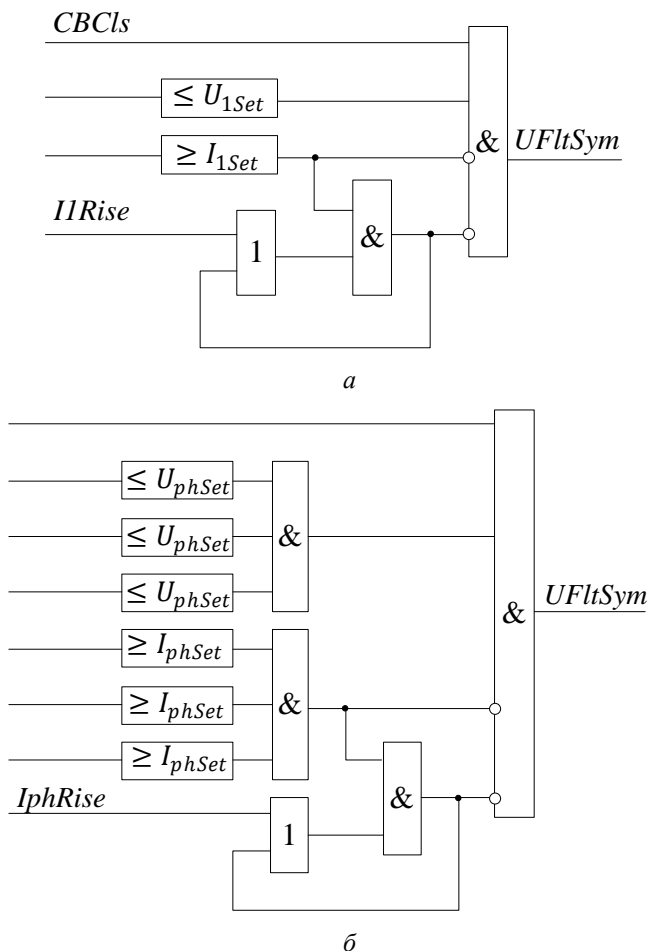 CBCls
≤ U1Set
≥ I1Set
&
UFltSym
I1Rise
1
&
а
≤ UphSet
≤ UphSet
&
≤ UphSet
UFltSym
&
≥ IphSet
≥ IphSet
&
≥ IphSet
IphRise
&
1
б